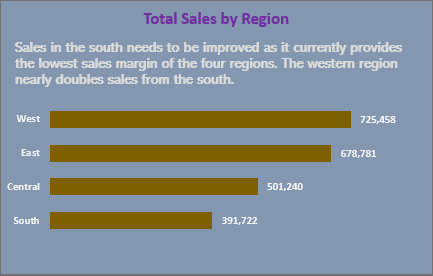 Total Sales by Region
Sales in the south needs to be improved as it currently provides
the lowest sales margin of the four regions. The western region
nearly doubles sales from the south.
West 725,458
East 678,781
Central 501,240
South 391,722